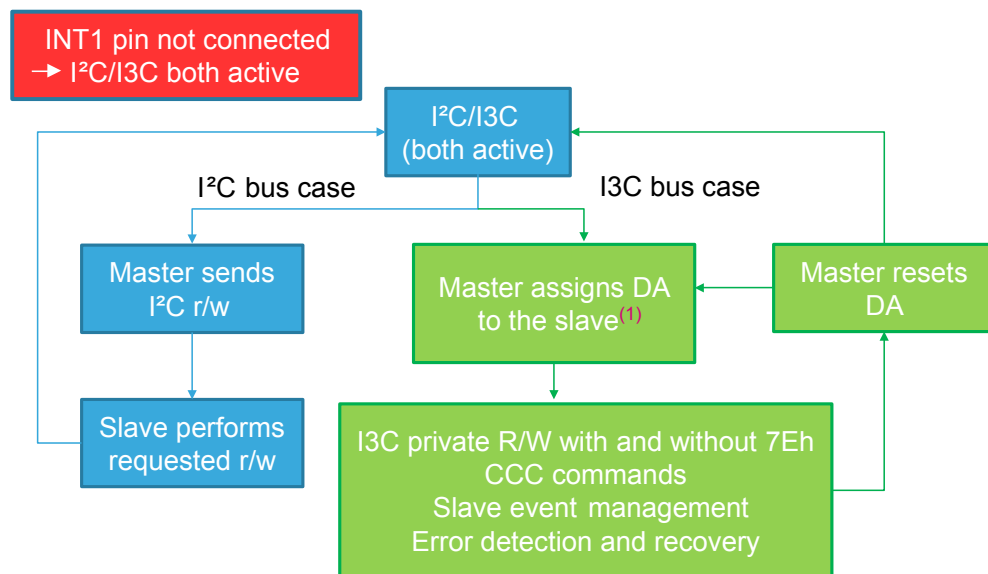 INT1 pin not connected
→ I²C/I3C both active
I²C/I3C
(both active)
I²C bus case
I3C bus case
Master sends
I²C r/w
Master assigns DA
to the slave(1)
Master resets
DA
Slave performs
requested r/w
I3C private R/W with and without 7Eh
CCC commands
Slave event management
Error detection and recovery